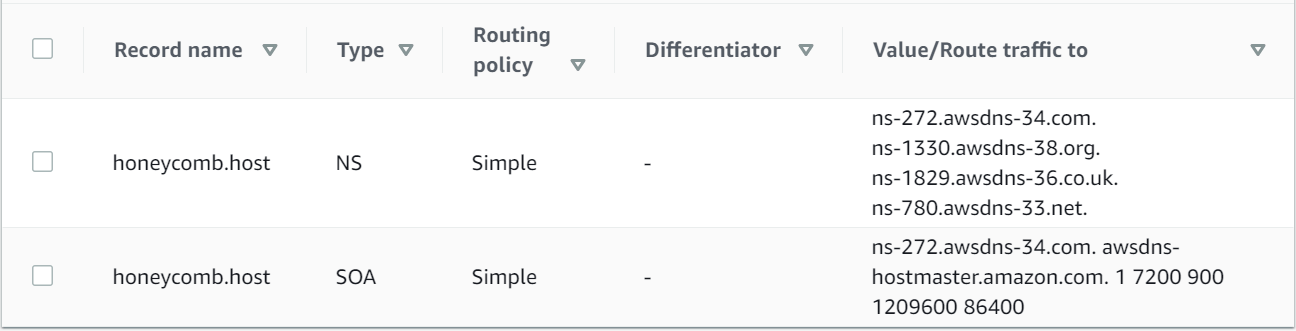 Record name Type Routing policy Differentiator Value/Route traffic to
honeycomb.host NS Simple - ns-272.awsdns-34.com.
ns-1330.awsdns-38.org.
ns-1829.awsdns-36.co.uk.
ns-780.awsdns-33.net.
honeycomb.host SOA Simple - ns-272.awsdns-34.com. awsdns-
hostmaster.amazon.com. 1 7200 900
1209600 86400